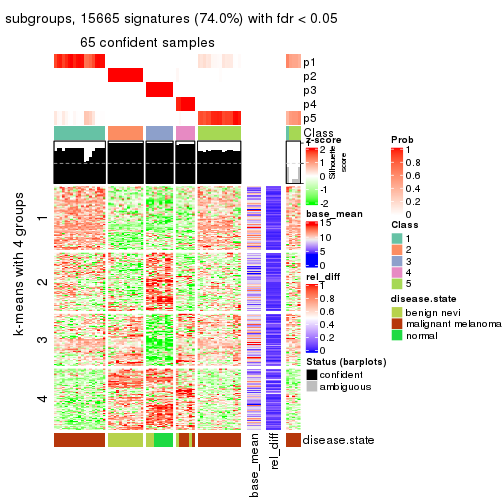 subgroups, 15665 signatures (74.0%) with fdr < 0.05
65 confident samples
p1
p2
p3
p4
p5
Class
Silhouette
score
k-means with 4 groups
1
2
3
4
disease.state
base_mean
rel_diff
z-score
2
1
0
-1
-2
base_mean
15
10
5
0
rel_diff
1
0.8
0.6
0.4
0.2
0
Status (barplots)
confident
ambiguous
Prob
1
0.8
0.6
0.4
0.2
0
Class
1
2
3
4
5
disease.state
benign nevi
malignant melanoma
normal